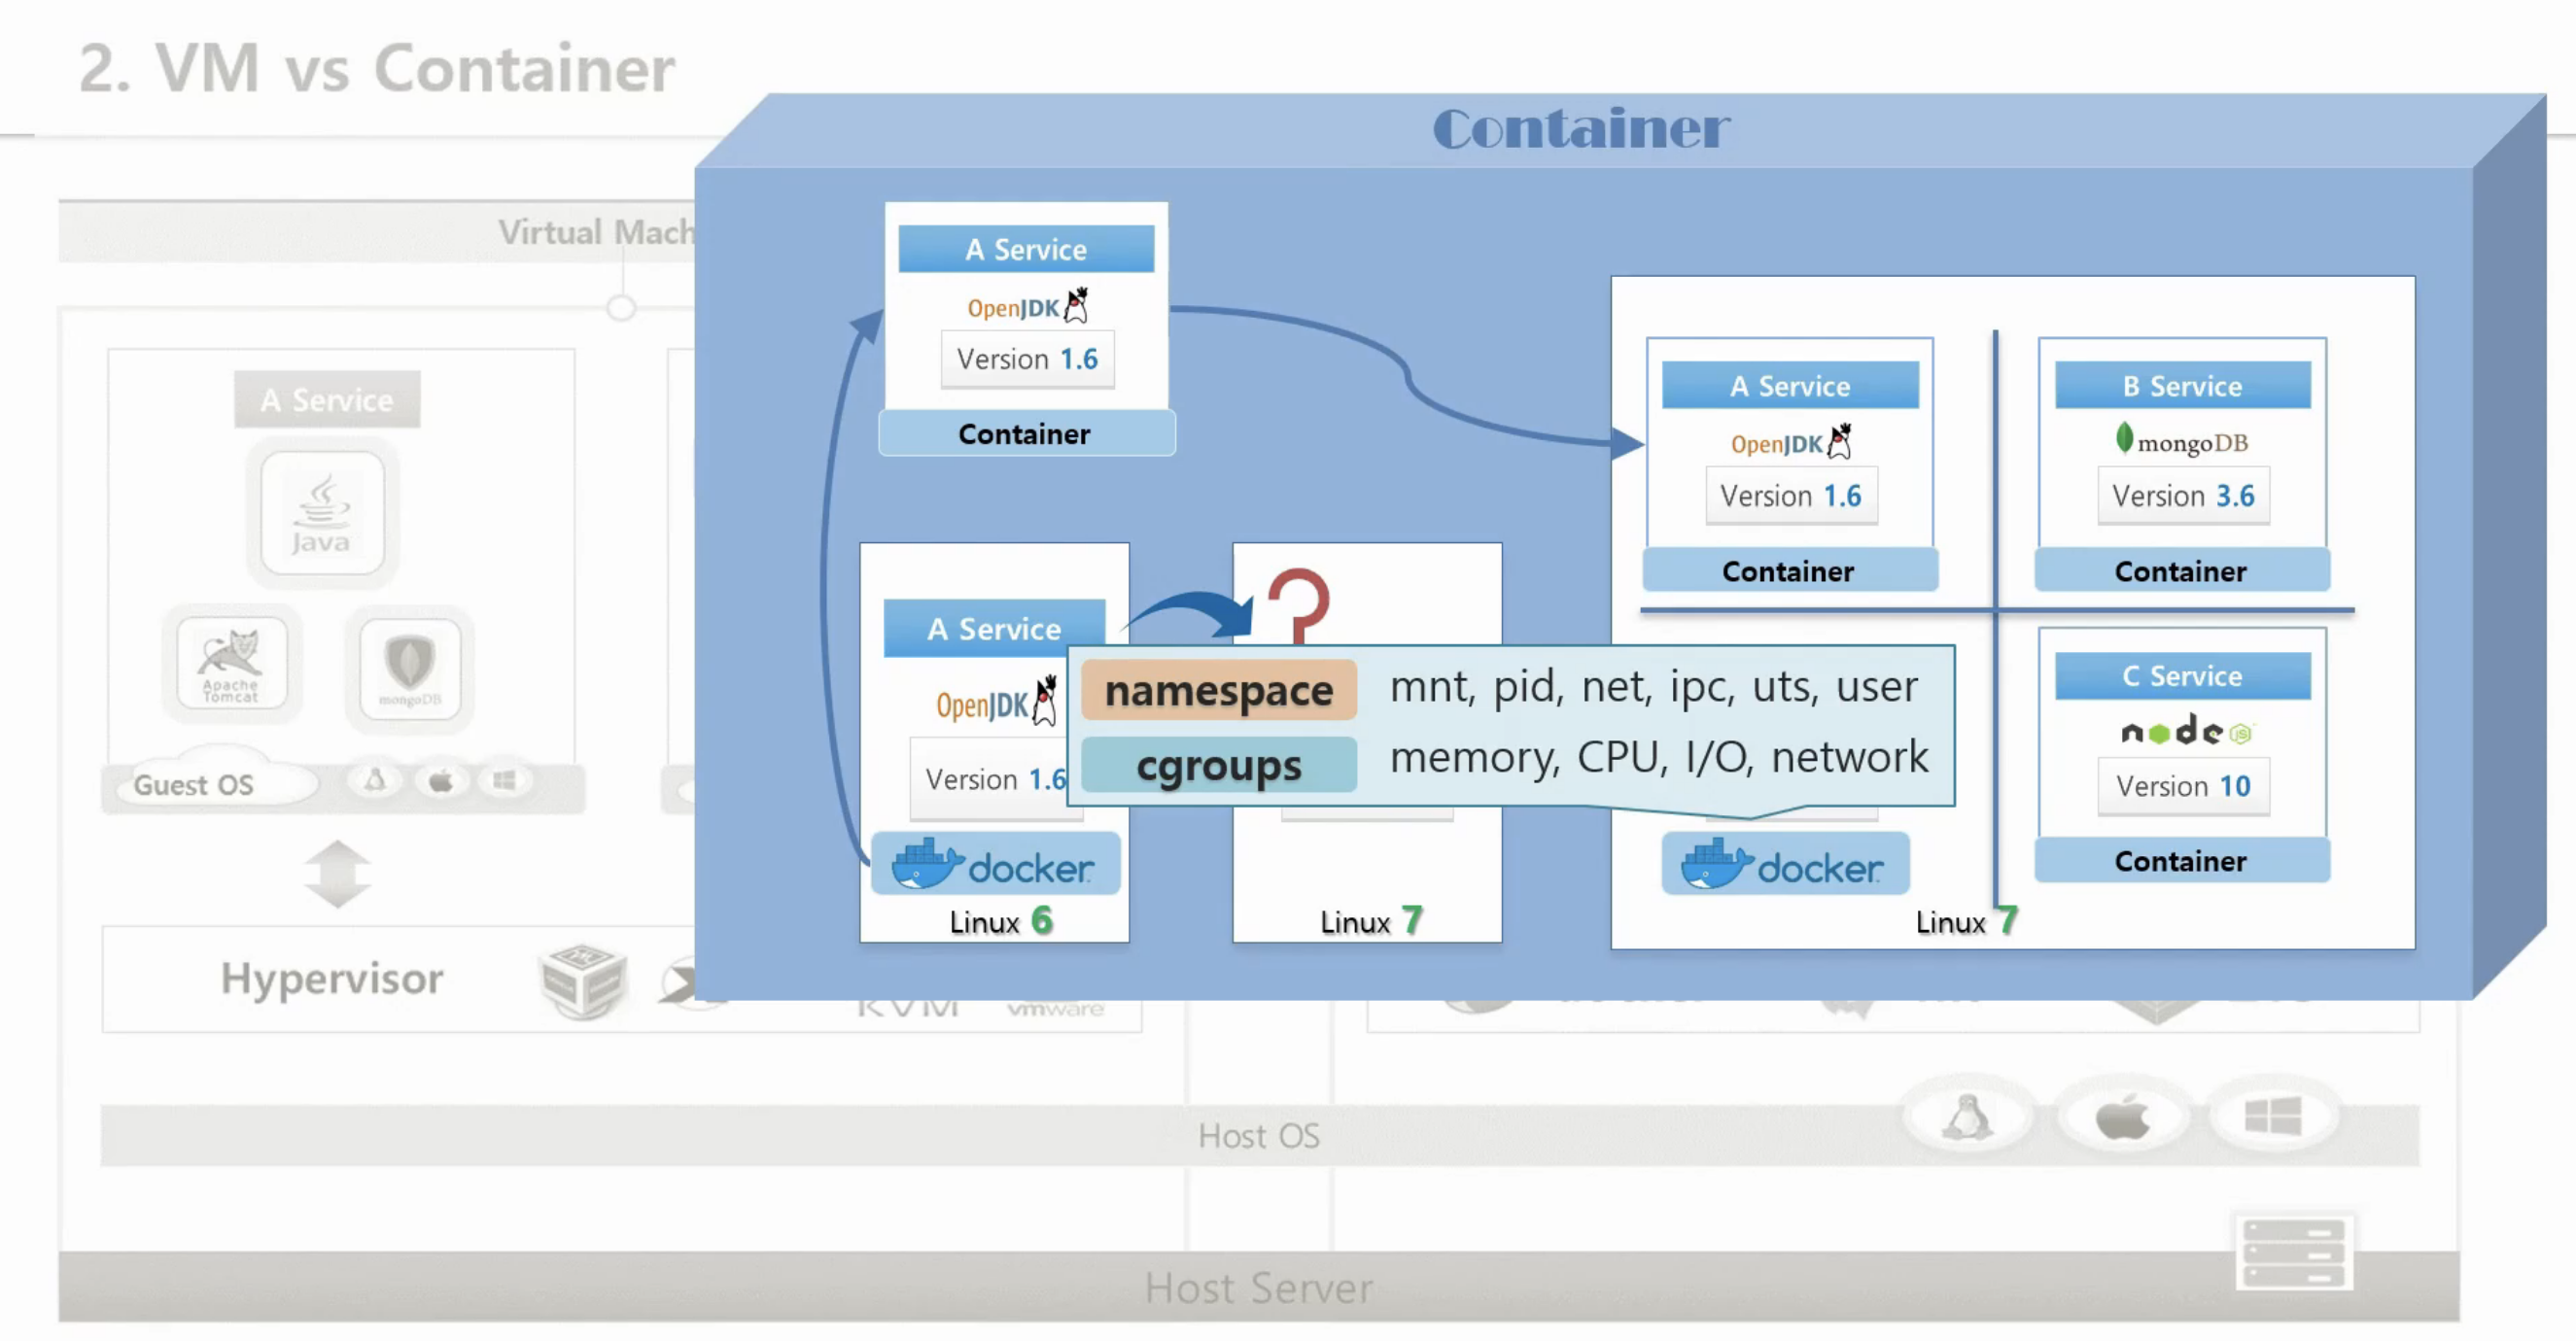 2. VM vs Container
Container
Virtual Mach
A Service
OpenJDK
Version 1.6
Container
A Service
Java
Apache Tomcat
mongoDB
Guest OS
A Service
OpenJDK
Version 1.6
docker
Linux 6
Linux 7
?
namespace mnt, pid, net, ipc, uts, user
cgroups memory, CPU, I/O, network
A Service
OpenJDK
Version 1.6
Container
B Service
mongoDB
Version 3.6
Container
C Service
node JS
Version 10
Container
docker
Linux 7
Hypervisor
KVM
vmware
Host OS
Host Server